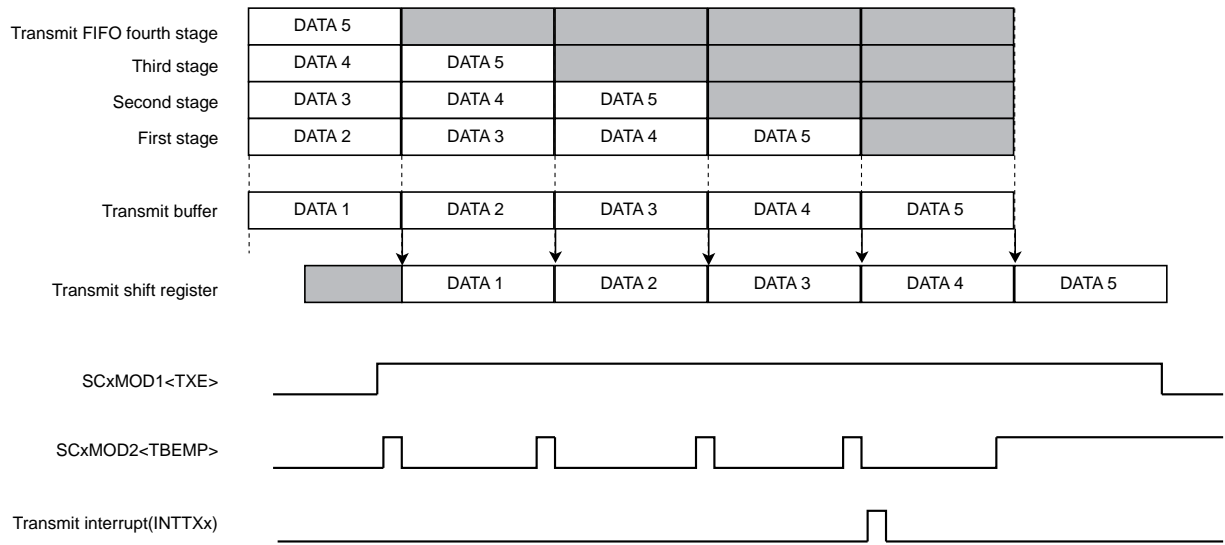 Transmit FIFO fourth stage DATA 5
Third stage DATA 4 DATA 5
Second stage DATA 3 DATA 4 DATA 5
First stage DATA 2 DATA 3 DATA 4 DATA 5
Transmit buffer DATA 1 DATA 2 DATA 3 DATA 4 DATA 5
Transmit shift register DATA 1 DATA 2 DATA 3 DATA 4 DATA 5
SCxMOD1<TXE>
SCxMOD2<TBEMP>
Transmit interrupt(INTTXx)